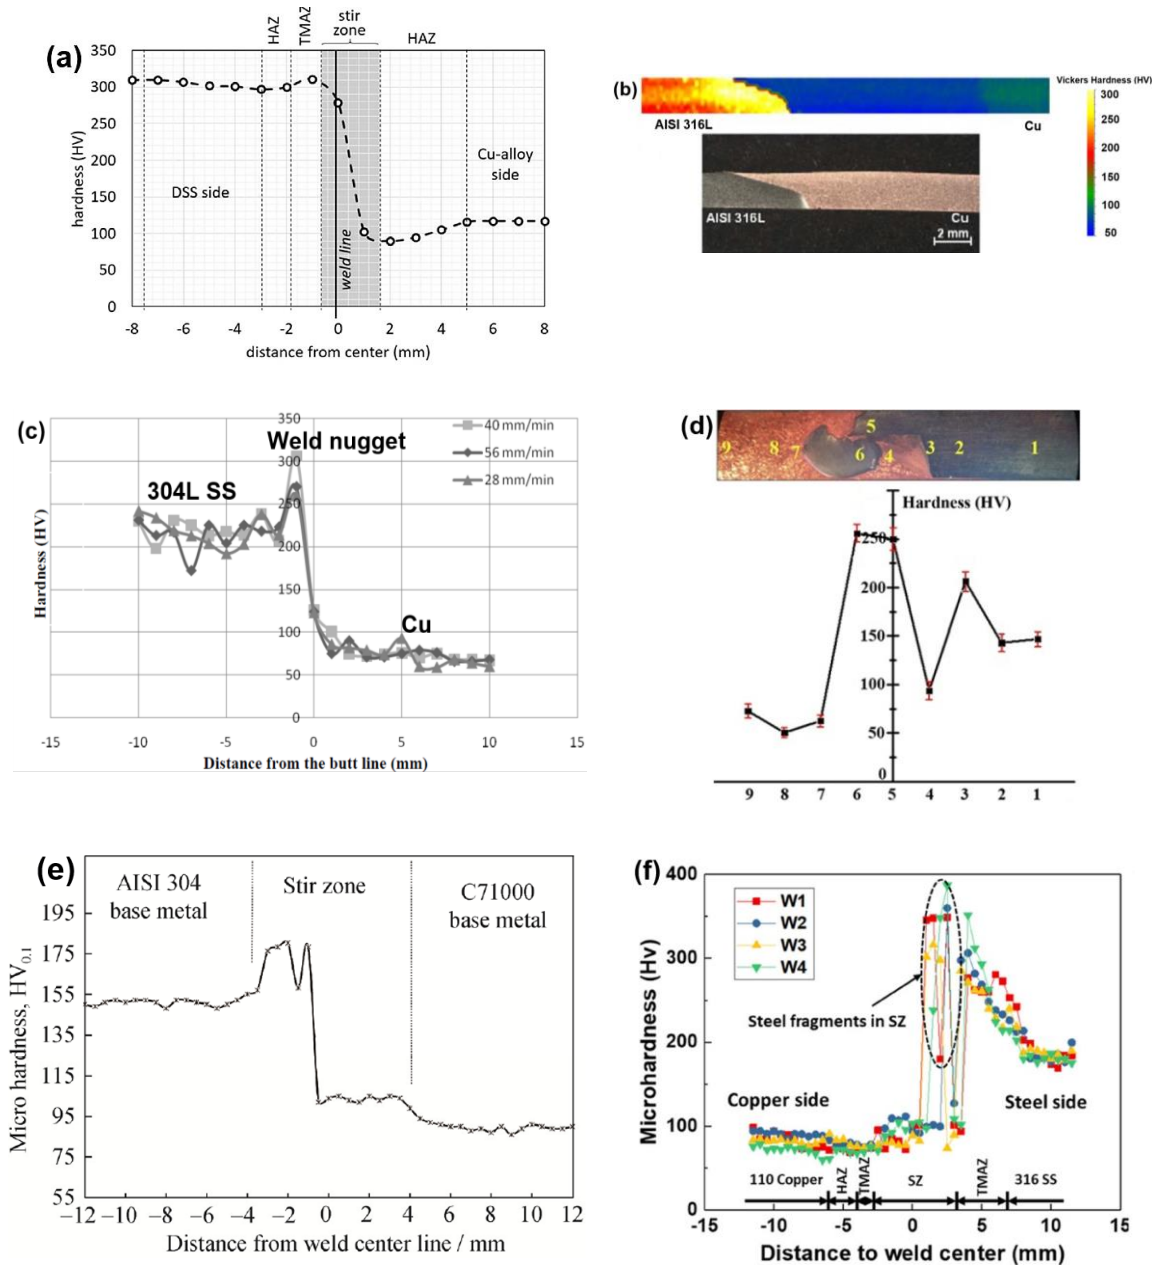 (a)
HAZ
TMAZ
stir
zone
HAZ
350
300
250
200
150
100
50
0
hardness (HV)
DSS side
Cu-alloy
side
weld line
-8 -6 -4 -2 0 2 4 6 8
distance from center (mm)
(b)
Vickers Hardness (HV)
300
250
200
150
100
50
AISI 316L
Cu
AISI 316L
Cu
2 mm
(c)
350
300
250
200
150
100
50
0
Weld nugget
304L SS
Cu
40 mm/min
56 mm/min
28 mm/min
Hardness (HV)
-15 -10 -5 0 5 10 15
Distance from the butt line (mm)
(d)
9 8 7 6 5 4 3 2 1
Hardness (HV)
250
200
150
100
50
0
9 8 7 6 5 4 3 2 1
(e)
AISI 304
base metal
Stir zone
C71000
base metal
195
175
155
135
115
95
75
55
Micro hardness, HV0.1
−12 −10 −8 −6 −4 −2 0 2 4 6 8 10 12
Distance from weld center line / mm
(f)
400
300
200
100
0
Microhardness (Hv)
W1
W2
W3
W4
Steel fragments in SZ
Copper side
Steel side
110 Copper
HAZ
TMAZ
SZ
TMAZ
316 SS
-15 -10 -5 0 5 10 15
Distance to weld center (mm)